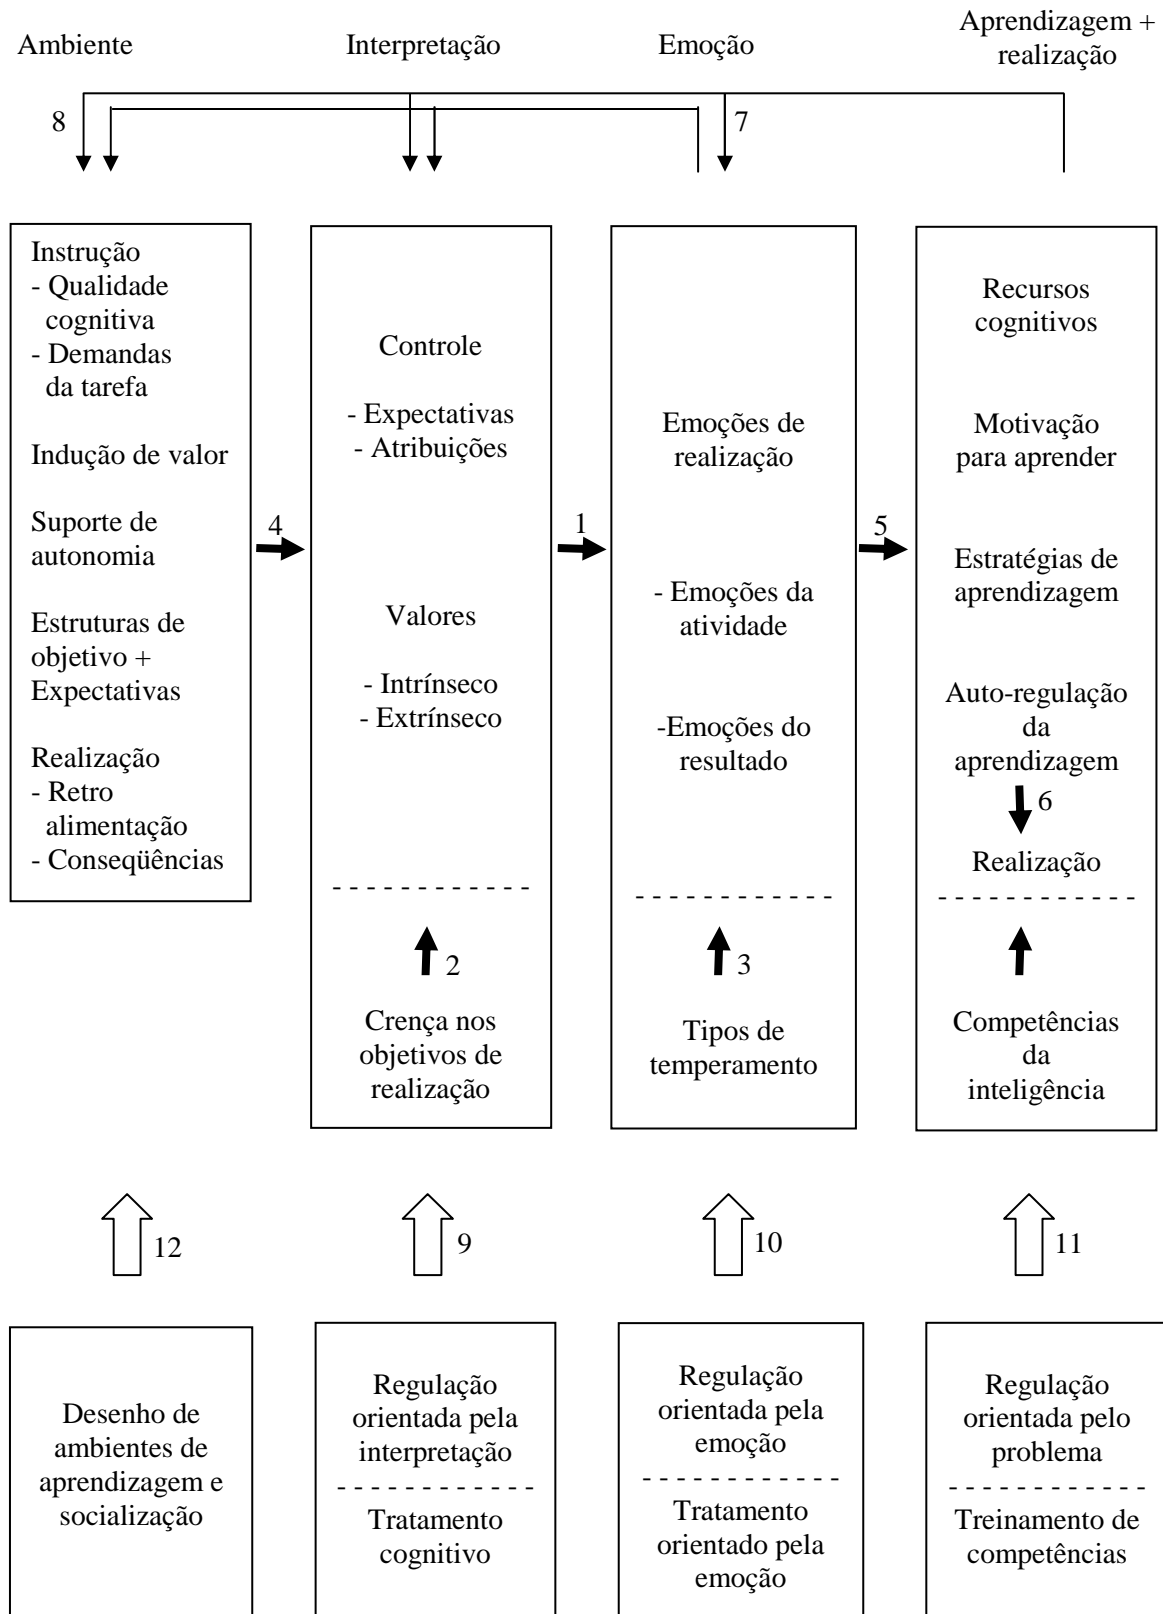 Ambiente
Interpretação
Emoção
Aprendizagem +
realização
8
7
Instrução
- Qualidade
cognitiva
- Demandas
da tarefa
Indução de valor
Suporte de
autonomia
Estruturas de
objetivo +
Expectativas
Realização
- Retro
alimentação
- Conseqüências
4
Controle
- Expectativas
- Atribuições
Valores
- Intrínseco
- Extrínseco
2
Crença nos
objetivos de
realização
1
Emoções de
realização
- Emoções da
atividade
-Emoções do
resultado
3
Tipos de
temperamento
5
Recursos
cognitivos
Motivação
para aprender
Estratégias de
aprendizagem
Auto-regulação
da
aprendizagem
6
Realização
Competências
da
inteligência
12
9
10
11
Desenho de
ambientes de
aprendizagem e
socialização
Regulação
orientada pela
interpretação
Tratamento
cognitivo
Regulação
orientada pela
emoção
Tratamento
orientado pela
emoção
Regulação
orientada pelo
problema
Treinamento de
competências